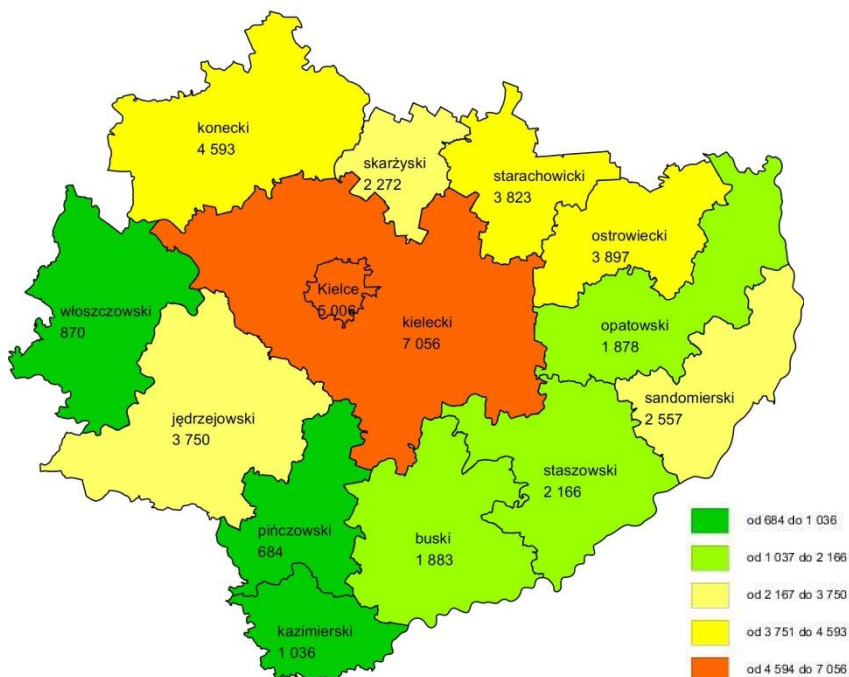 konecki
4 593
skarżyski
2 272
starachowicki
3 823
ostrowiecki
3 897
Kielce
5 006
włoszczowski
870
kielecki
7 056
opatowski
1 878
sandomierski
2 557
jędrzejowski
3 750
staszowski
2 166
pińczowski
684
buski
1 883
kazimierski
1 036
od 684 do 1 036
od 1 037 do 2 166
od 2 167 do 3 750
od 3 751 do 4 593
od 4 594 do 7 056